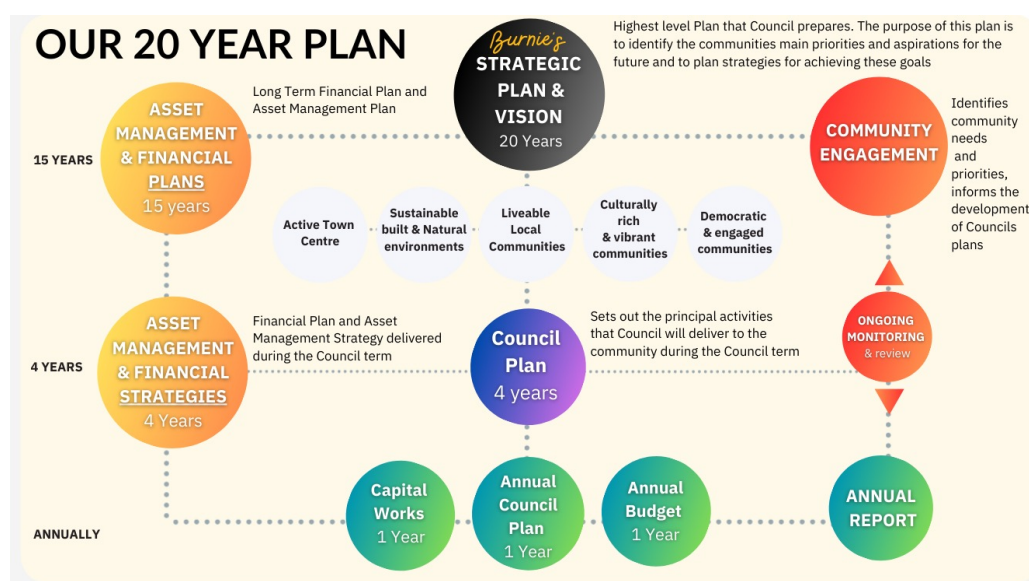 OUR 20 YEAR PLAN
Burnie's
STRATEGIC
PLAN &
VISION
20 Years
Highest level Plan that Council prepares. The purpose of this plan is
to identify the communities main priorities and aspirations for the
future and to plan strategies for achieving these goals
15 YEARS
ASSET
MANAGEMENT
& FINANCIAL
PLANS
15 years
Long Term Financial Plan and
Asset Management Plan
COMMUNITY
ENGAGEMENT
Identifies
community
needs
and
priorities,
informs the
development
of Councils
plans
Active Town
Centre
Sustainable
built & Natural
environments
Liveable
Local
Communities
Culturally
rich
& vibrant
communities
Democratic
& engaged
communities
4 YEARS
ASSET
MANAGEMENT
& FINANCIAL
STRATEGIES
4 Years
Financial Plan and Asset
Management Strategy delivered
during the Council term
Council
Plan
4 years
Sets out the principal activities
that Council will deliver to the
community during the Council term
ONGOING
MONITORING
& review
ANNUALLY
Capital
Works
1 Year
Annual
Council
Plan
1 Year
Annual
Budget
1 Year
ANNUAL
REPORT